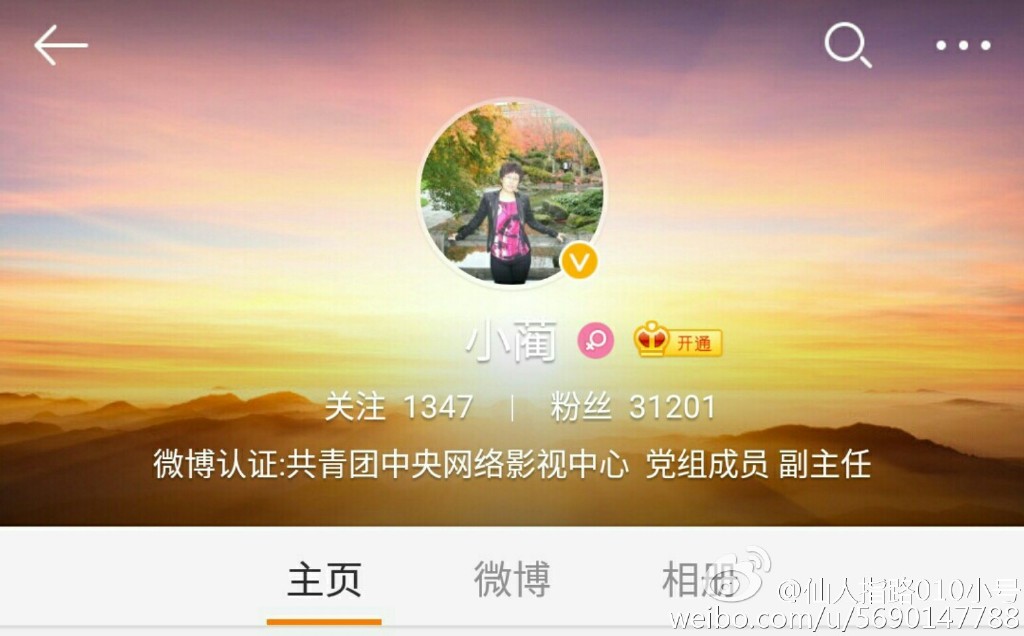 小蔺
开通
关注 1347 | 粉丝 31201
微博认证:共青团中央网络影视中心 党组成员 副主任
主页 微博 相册
@仙人指路010小号
weibo.com/u/5690147788